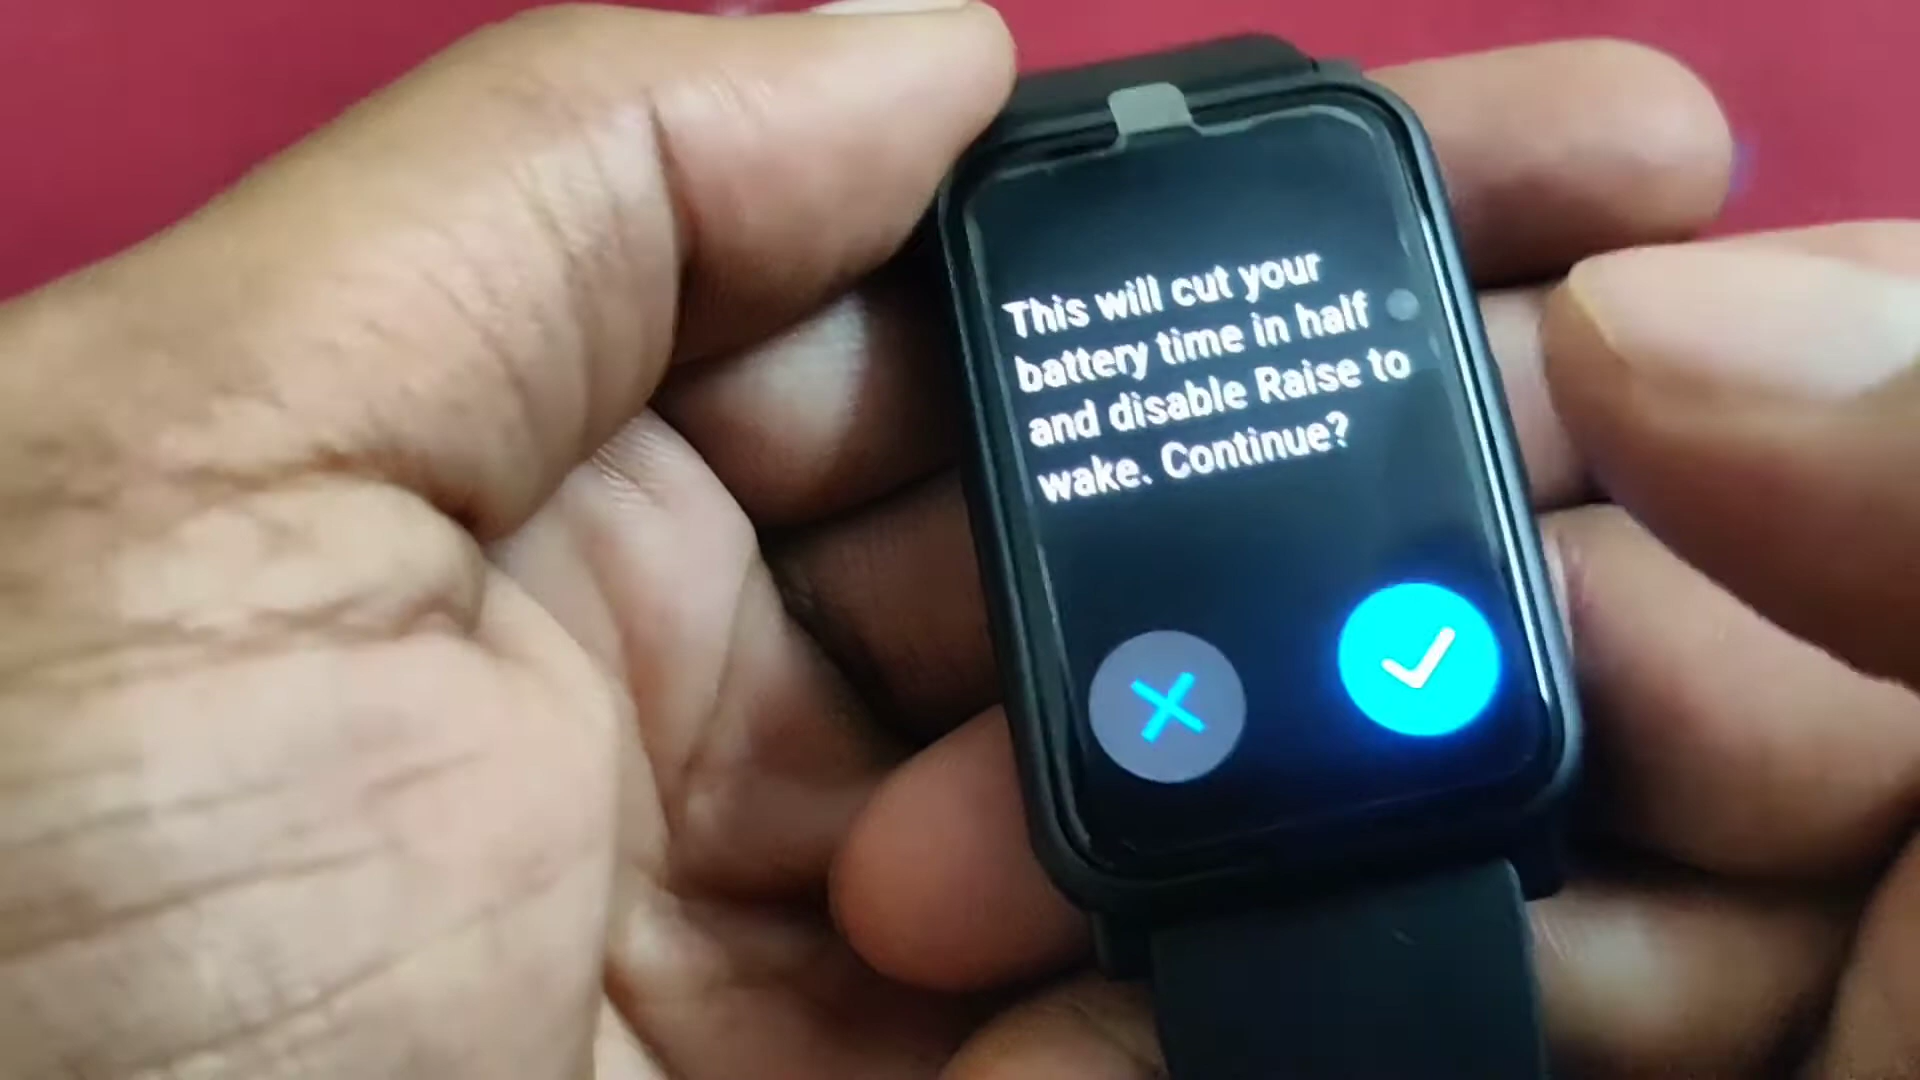 This will cut your
battery time in half
and disable Raise to
wake. Continue?